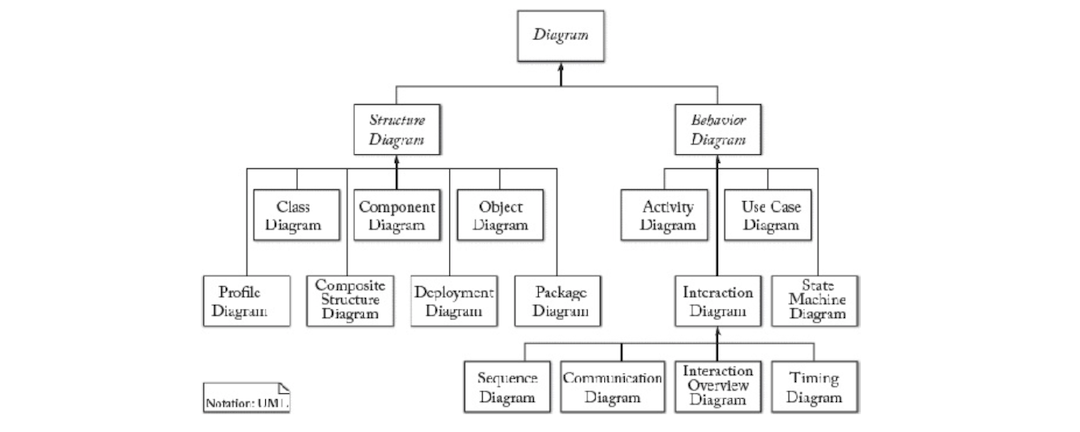 Diagram
Structure
Diagram
Behavior
Diagram
Class
Diagram
Component
Diagram
Object
Diagram
Activity
Diagram
Use Case
Diagram
Profile
Diagram
Composite
Structure
Diagram
Deployment
Diagram
Package
Diagram
Interaction
Diagram
State
Machine
Diagram
Sequence
Diagram
Communication
Diagram
Interaction
Overview
Diagram
Timing
Diagram
Notation: UML